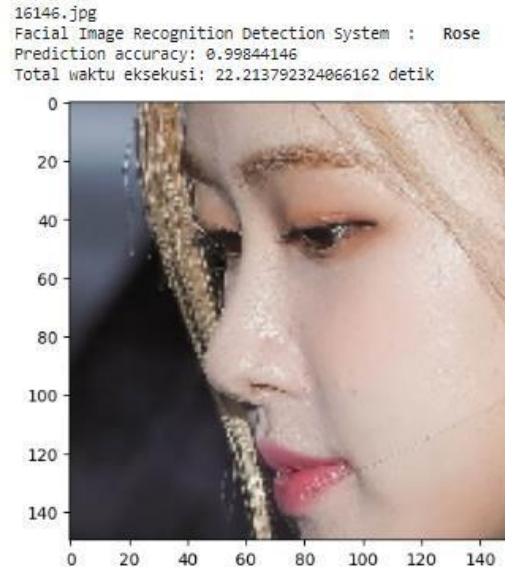 16146.jpg
Facial Image Recognition Detection System : Rose
Prediction accuracy: 0.99844146
Total waktu eksekusi: 22.213792324066162 detik
0
20
40
60
80
100
120
140
0 20 40 60 80 100 120 140